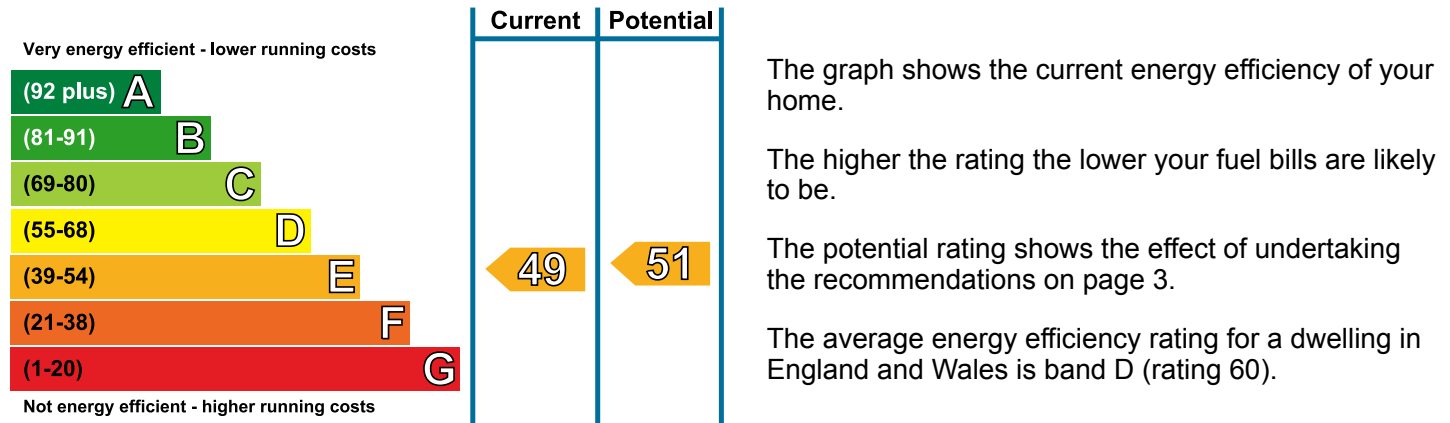 Current Potential
Very energy efficient - lower running costs
(92 plus) A
(81-91) B
(69-80) C
(55-68) D
(39-54) E
(21-38) F
(1-20) G
49 51
Not energy efficient - higher running costs
The graph shows the current energy efficiency of your
home.
The higher the rating the lower your fuel bills are likely
to be.
The potential rating shows the effect of undertaking
the recommendations on page 3.
The average energy efficiency rating for a dwelling in
England and Wales is band D (rating 60).